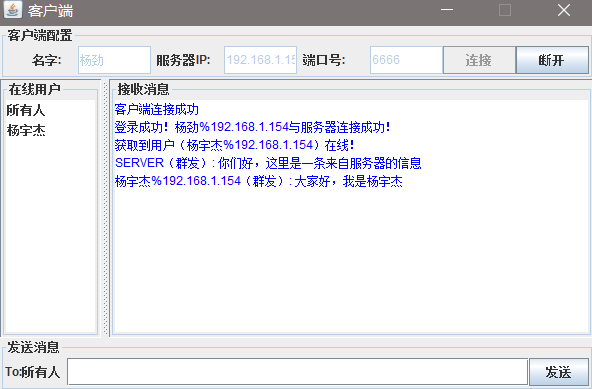 客户端
客户端配置
名字: 杨劲 服务器IP: 192.168.1.15 端口号: 6666 连接 断开
在线用户
所有人
杨宇杰
接收消息
客户端连接成功
登录成功！杨劲%192.168.1.154与服务器连接成功！
获取到用户（杨宇杰%192.168.1.154）在线！
SERVER（群发）: 你们好，这里是一条来自服务器的信息
杨宇杰%192.168.1.154（群发）: 大家好，我是杨宇杰
发送消息
To:所有人 发送